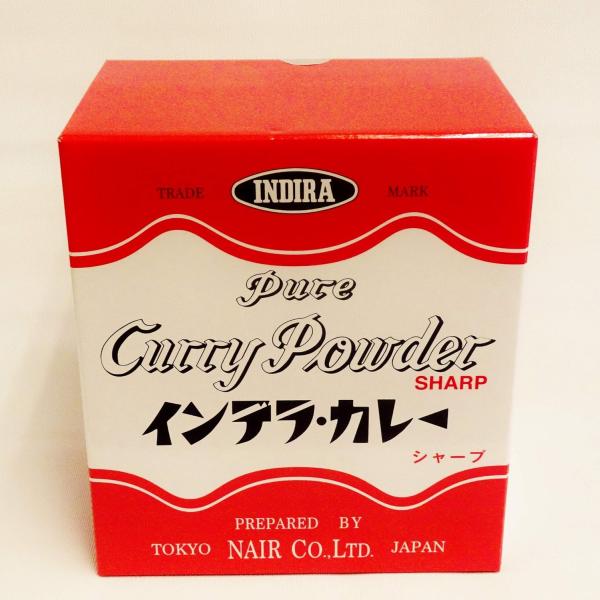 TRADE INDIRA MARK
Pure
Curry Powder
SHARP
インデラ・カレー
シャープ
PREPARED BY
TOKYO NAIR CO.,LTD. JAPAN